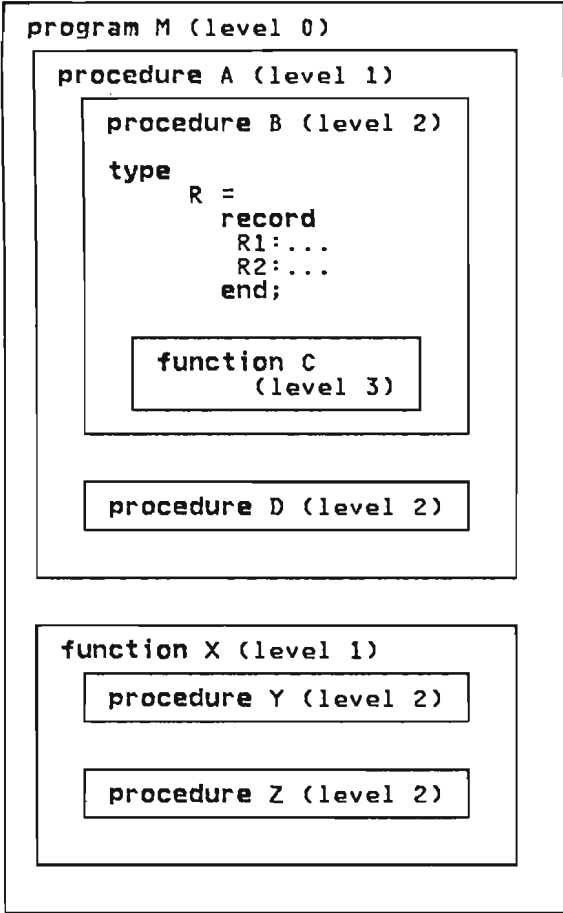 program M (level 0)
procedure A (level 1)
procedure B (level 2)
type
R =
record
R1:...
R2:...
end;
function C
(level 3)
procedure D (level 2)
function X (level 1)
procedure Y (level 2)
procedure Z (level 2)